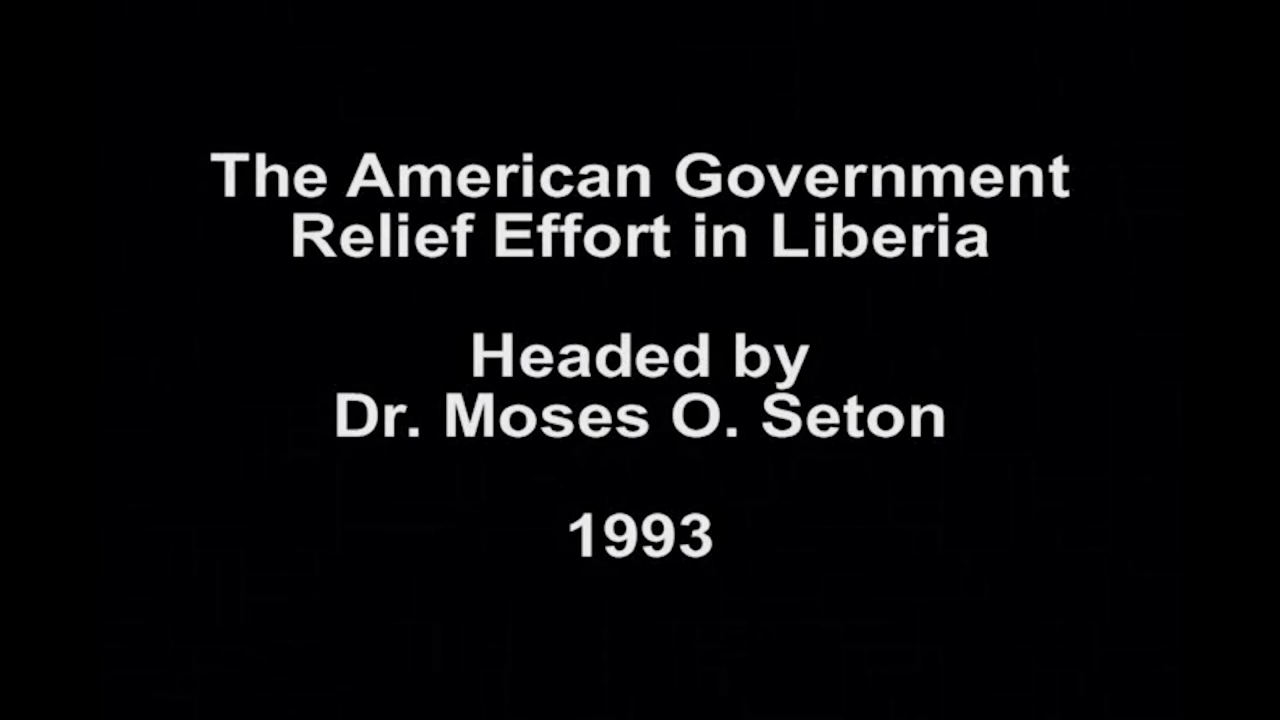 The American Government
Relief Effort in Liberia
Headed by
Dr. Moses O. Seton
1993